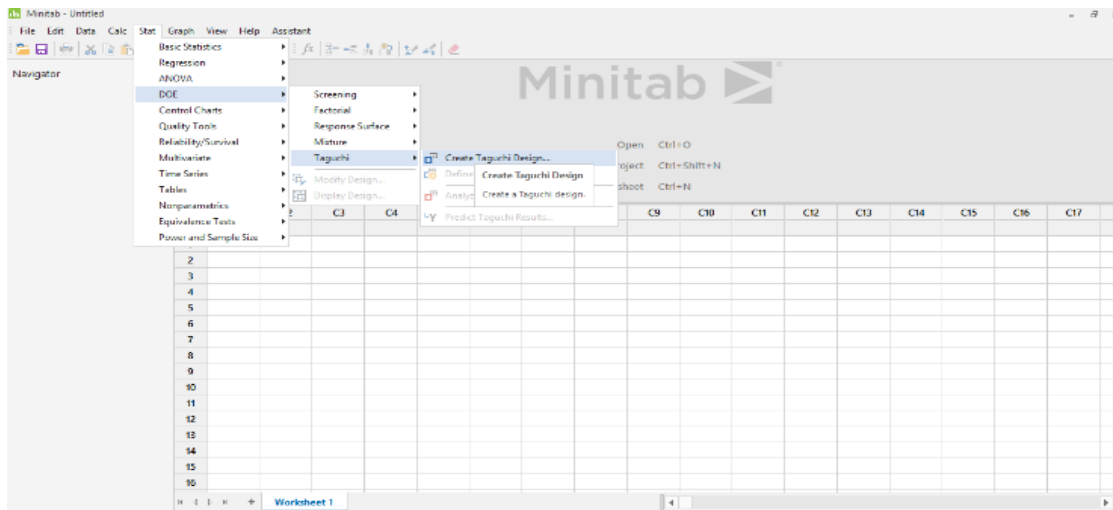 Minitab - Untitled
File Edit Data Calc Stat Graph View Help Assistant
Navigator
Minitab
Basic Statistics
Regression
ANOVA
DOE
Control Charts
Quality Tools
Reliability/Survival
Multivariate
Time Series
Tables
Nonparametrics
Equivalence Tests
Power and Sample Size
Screening
Factorial
Response Surface
Mixture
Taguchi
Modify Design...
Display Design...
Create Taguchi Design...
Define
Analyz
Predict Taguchi Results...
Create Taguchi Design
Create a Taguchi design.
Open Ctrl+O
roject Ctrl+Shift+N
sheet Ctrl+N
C3 C4 C9 C10 C11 C12 C13 C14 C15 C16 C17
2
3
4
5
6
7
8
9
10
11
12
13
14
15
16
Worksheet 1